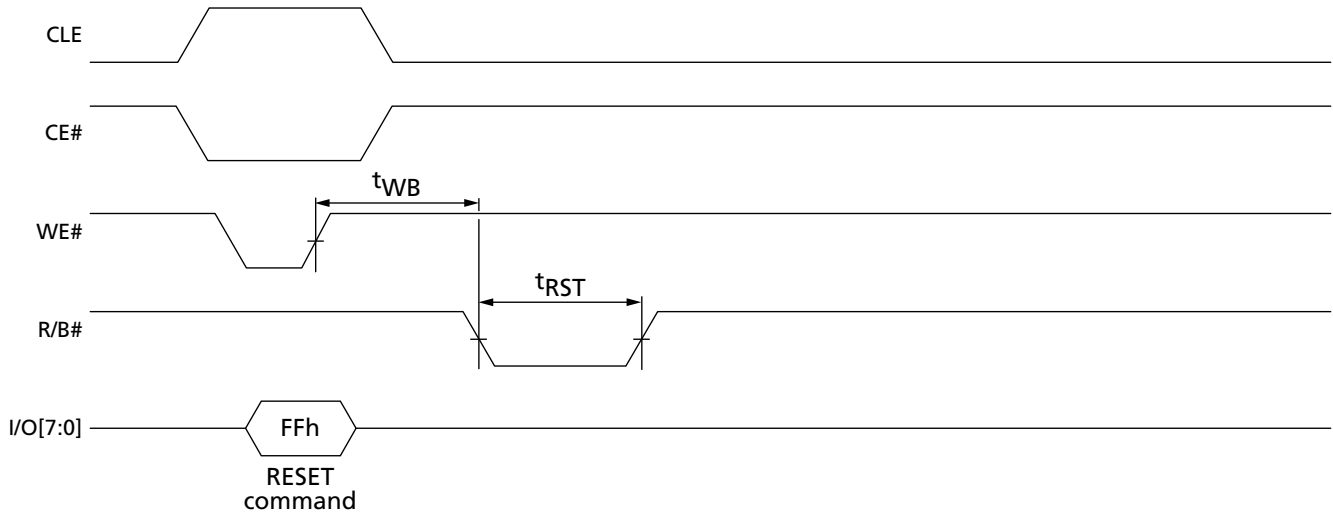 CLE
CE#
tWB
WE#
tRST
R/B#
I/O[7:0]
FFh
RESET
command